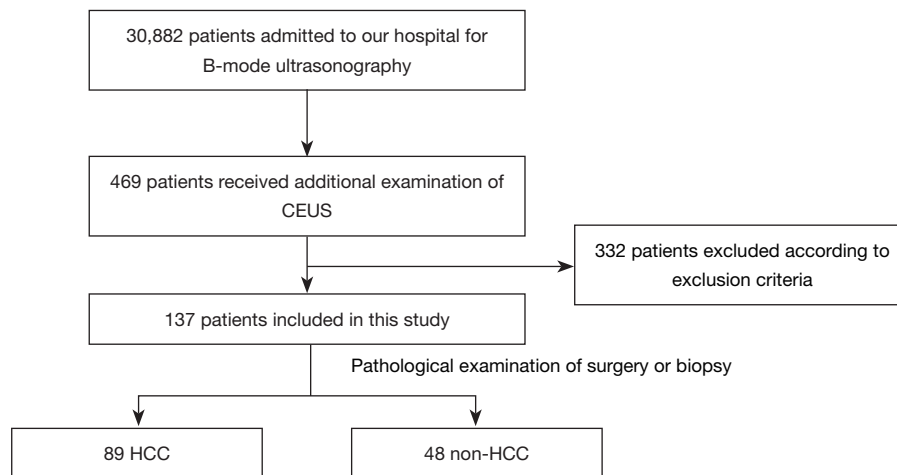 30,882 patients admitted to our hospital for
B-mode ultrasonography
469 patients received additional examination of
CEUS
332 patients excluded according to
exclusion criteria
137 patients included in this study
Pathological examination of surgery or biopsy
89 HCC
48 non-HCC